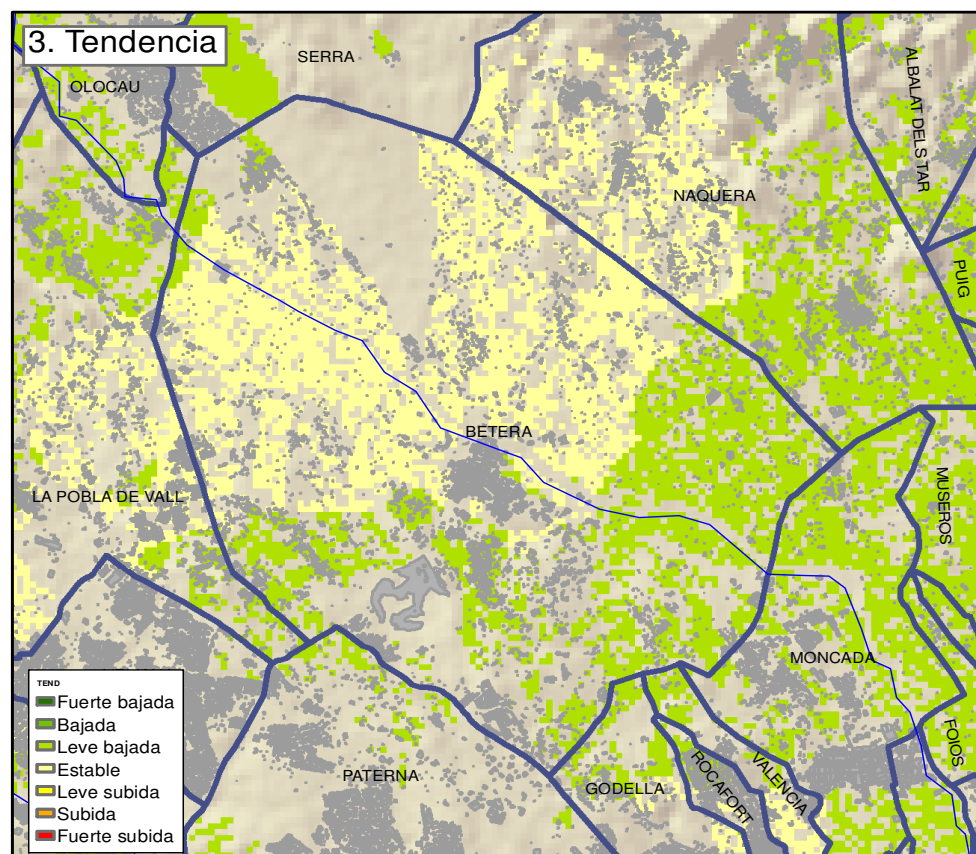 3. Tendencia
SERRA
OLOCAU
ALBALAT DELS TAR
NAQUERA
PUIG
BETERA
LA POBLA DE VALL
MUSEROS
MONCADA
FOIOS
PATERNA
GODELLA
ROCAFORT
VALENCIA
TEND
Fuerte bajada
Bajada
Leve bajada
Estable
Leve subida
Subida
Fuerte subida